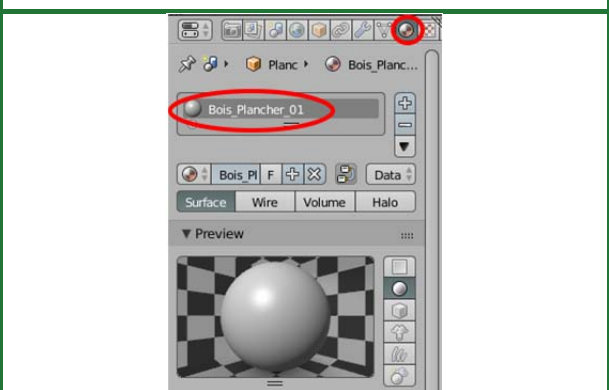 Planc Bois_Planc...
Bois_Plancher_01
Bois_Pl F Data
Surface Wire Volume Halo
Preview